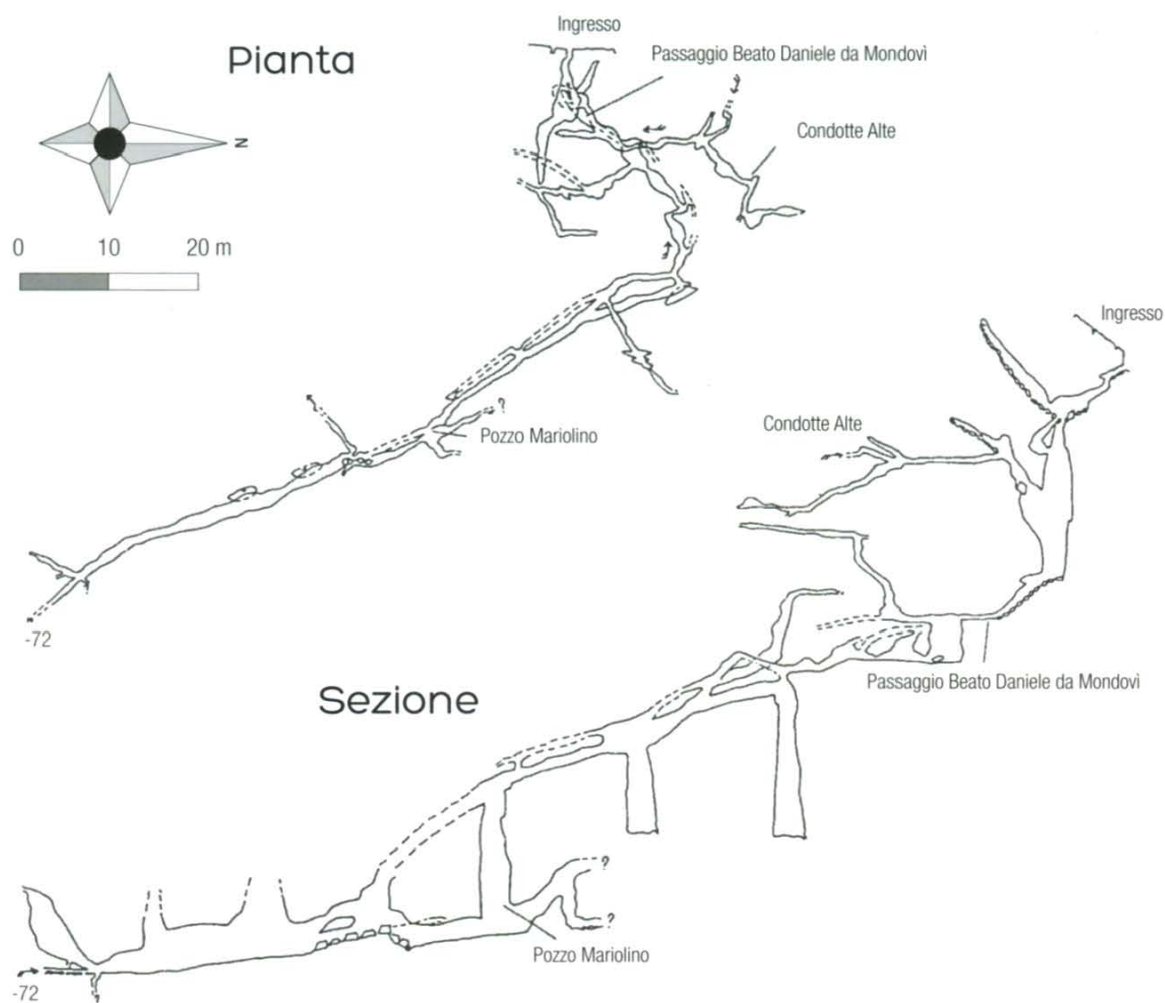 Ingresso
Pianta
Passaggio Beato Daniele da Mondovì
Condotte Alte
N
0 10 20 m
?
Pozzo Mariolino
-72
Ingresso
Condotte Alte
Sezione
Passaggio Beato Daniele da Mondovì
?
?
Pozzo Mariolino
-72
?